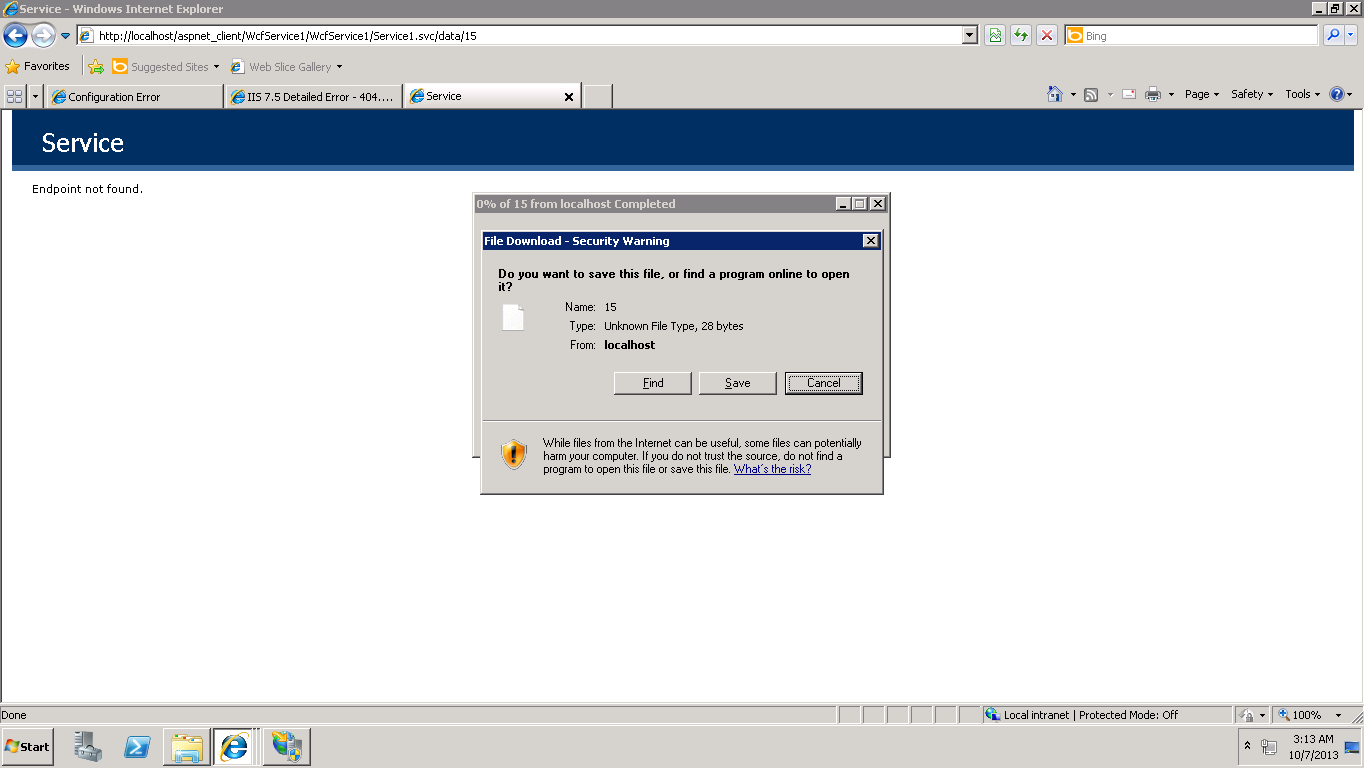 Service - Windows Internet Explorer
http://localhost/aspnet_client/WcfService1/WcfService1/Service1.svc/data/15
Bing
Favorites
Suggested Sites
Web Slice Gallery
Configuration Error
IIS 7.5 Detailed Error - 404....
Service
Page
Safety
Tools
Service
Endpoint not found.
0% of 15 from localhost Completed
File Download - Security Warning
Do you want to save this file, or find a program online to open
it?
Name: 15
Type: Unknown File Type, 28 bytes
From: localhost
Find
Save
Cancel
While files from the Internet can be useful, some files can potentially
harm your computer. If you do not trust the source, do not find a
program to open this file or save this file. What's the risk?
Done
Local intranet | Protected Mode: Off
100%
Start
3:13 AM
10/7/2013